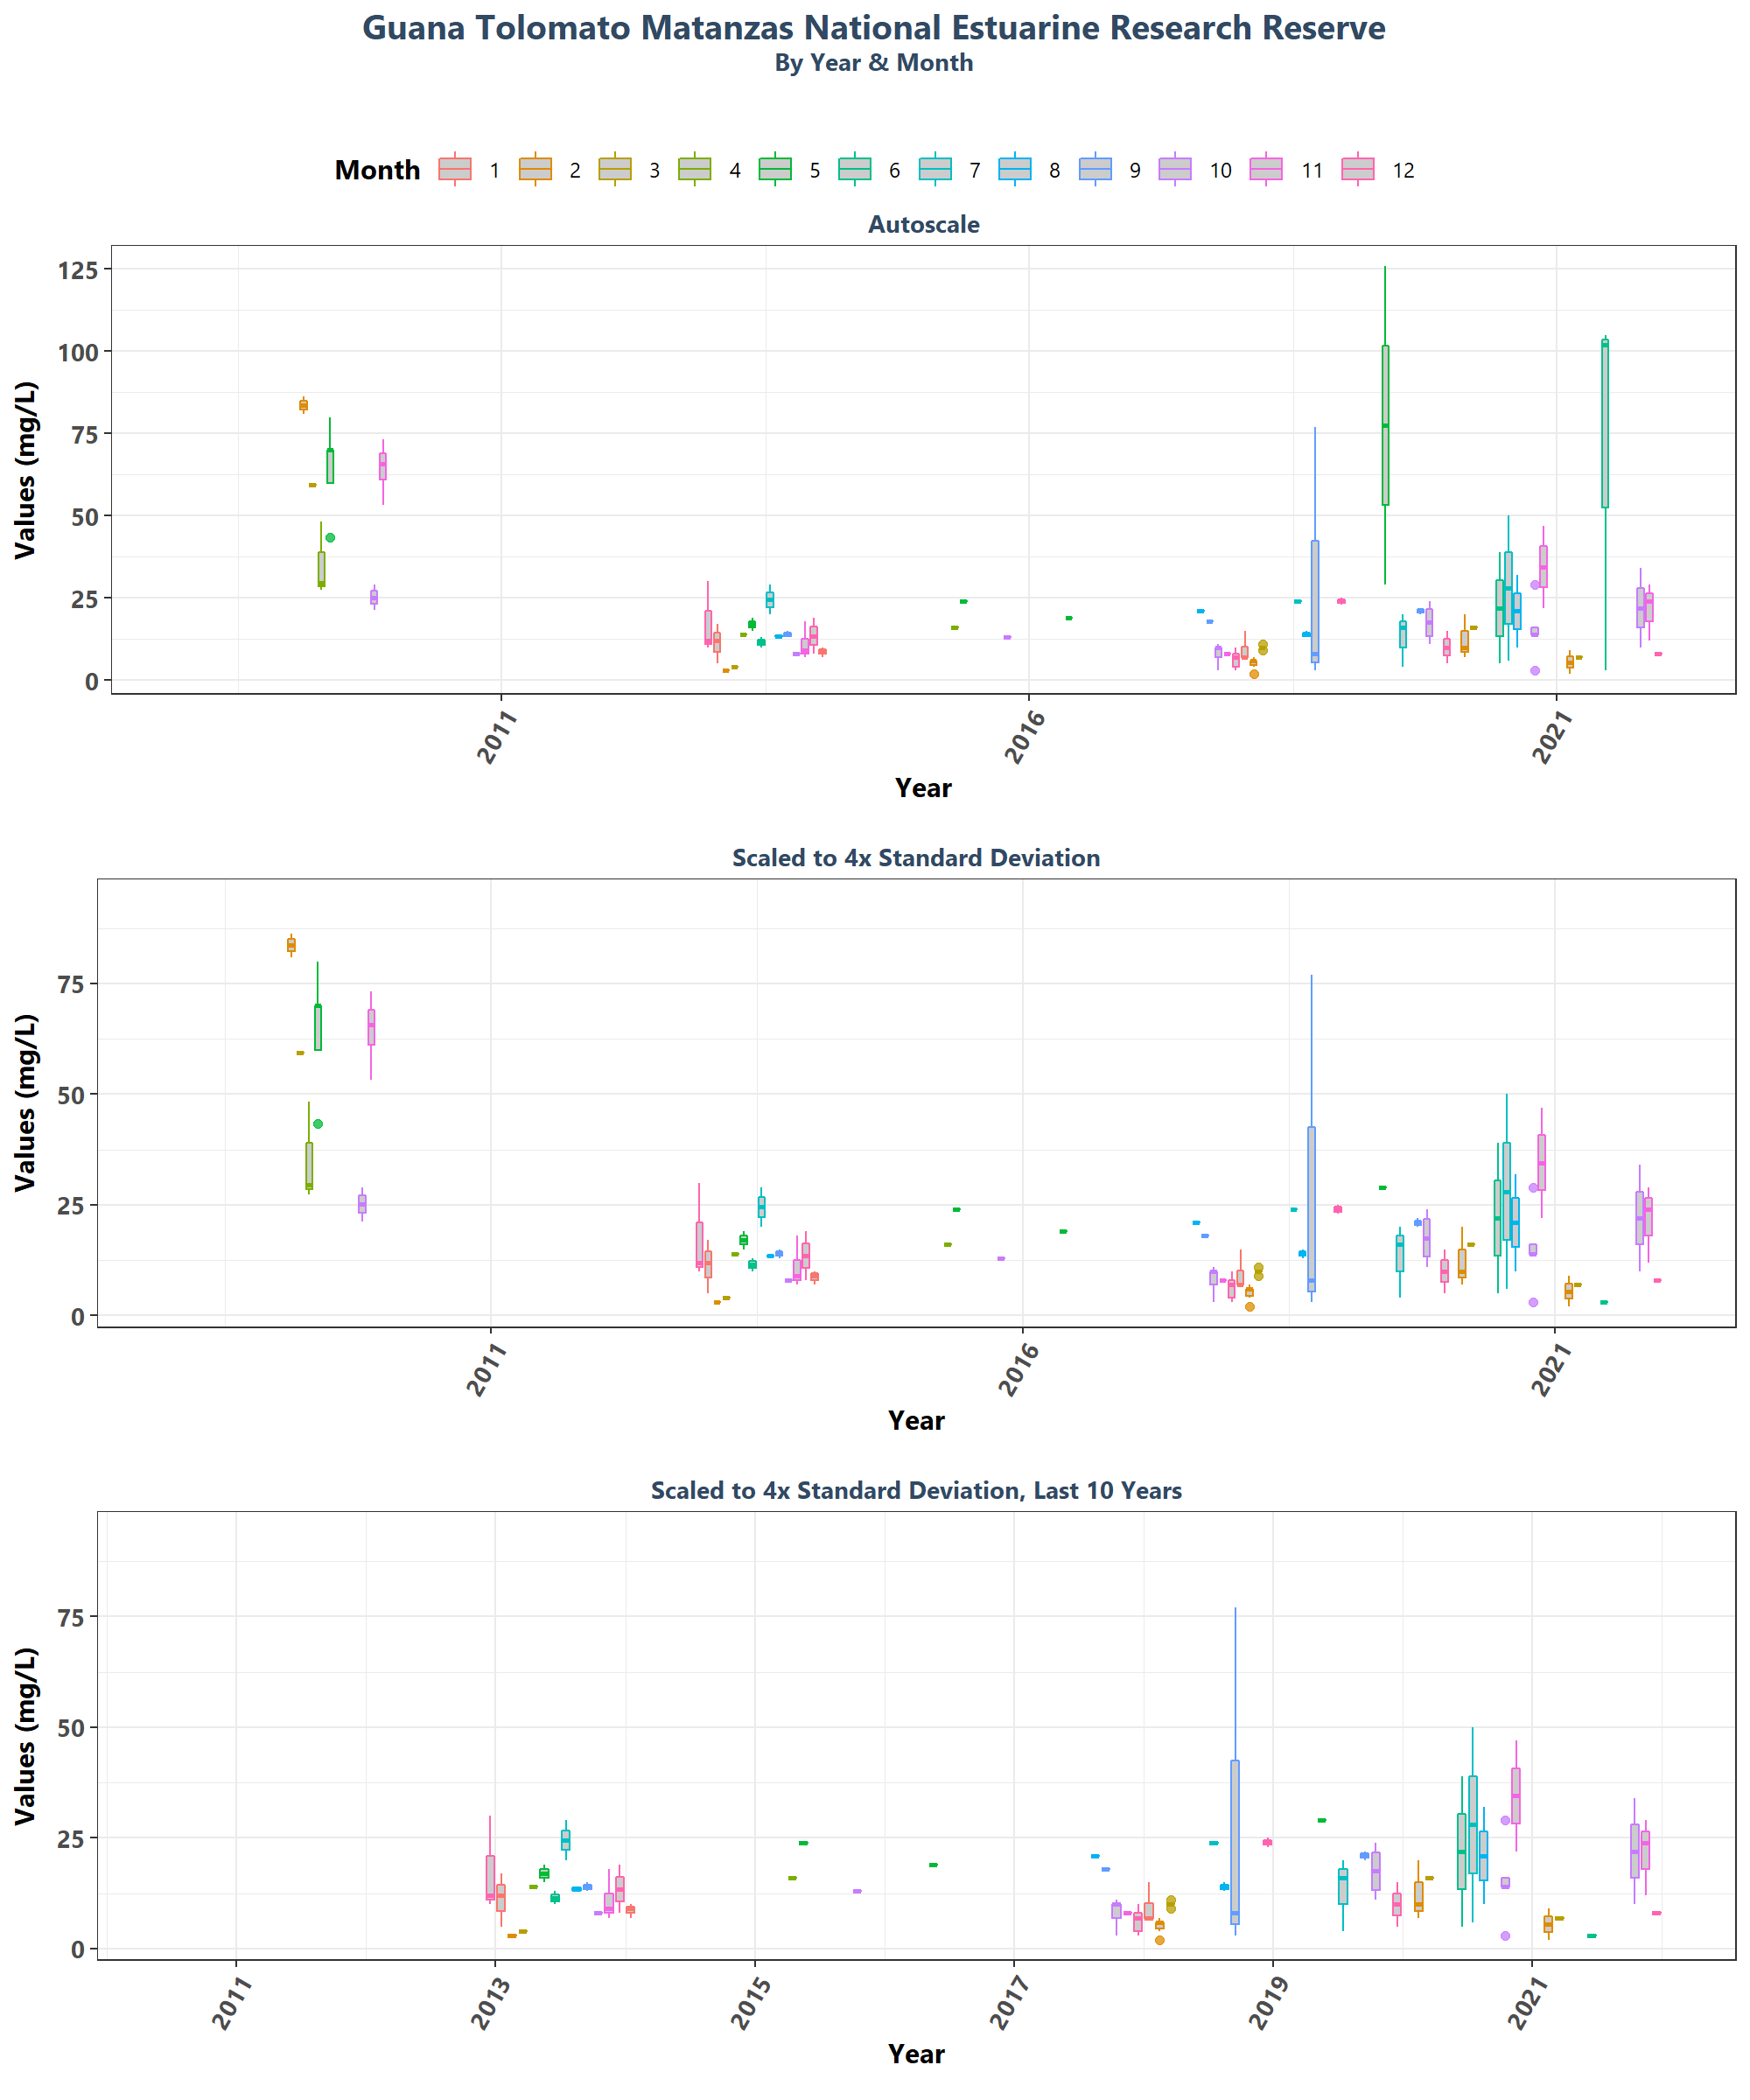 Guana Tolomato Matanzas National Estuarine Research Reserve
By Year & Month
Month 1 2 3 4 5 6 7 8 9 10 11 12
Autoscale
Values (mg/L)
125
100
75
50
25
0
2011 2016 2021
Year
Scaled to 4x Standard Deviation
Values (mg/L)
75
50
25
0
2011 2016 2021
Year
Scaled to 4x Standard Deviation, Last 10 Years
Values (mg/L)
75
50
25
0
2011 2013 2015 2017 2019 2021
Year